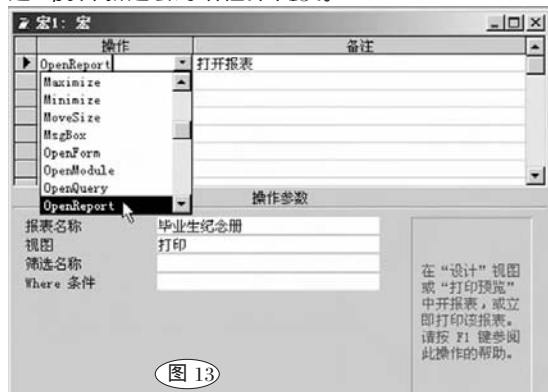 宏1: 宏
操作 备注
OpenReport 打开报表
Maximize
Minimize
MoveSize
MsgBox
OpenForm
OpenModule
OpenQuery
OpenReport
操作参数
报表名称 毕业生纪念册
视图 打印
筛选名称
Where 条件
在“设计”视图
或“打印预览”
中开报表，或立
即打印该报表。
请按 F1 键参阅
此操作的帮助。
图 13